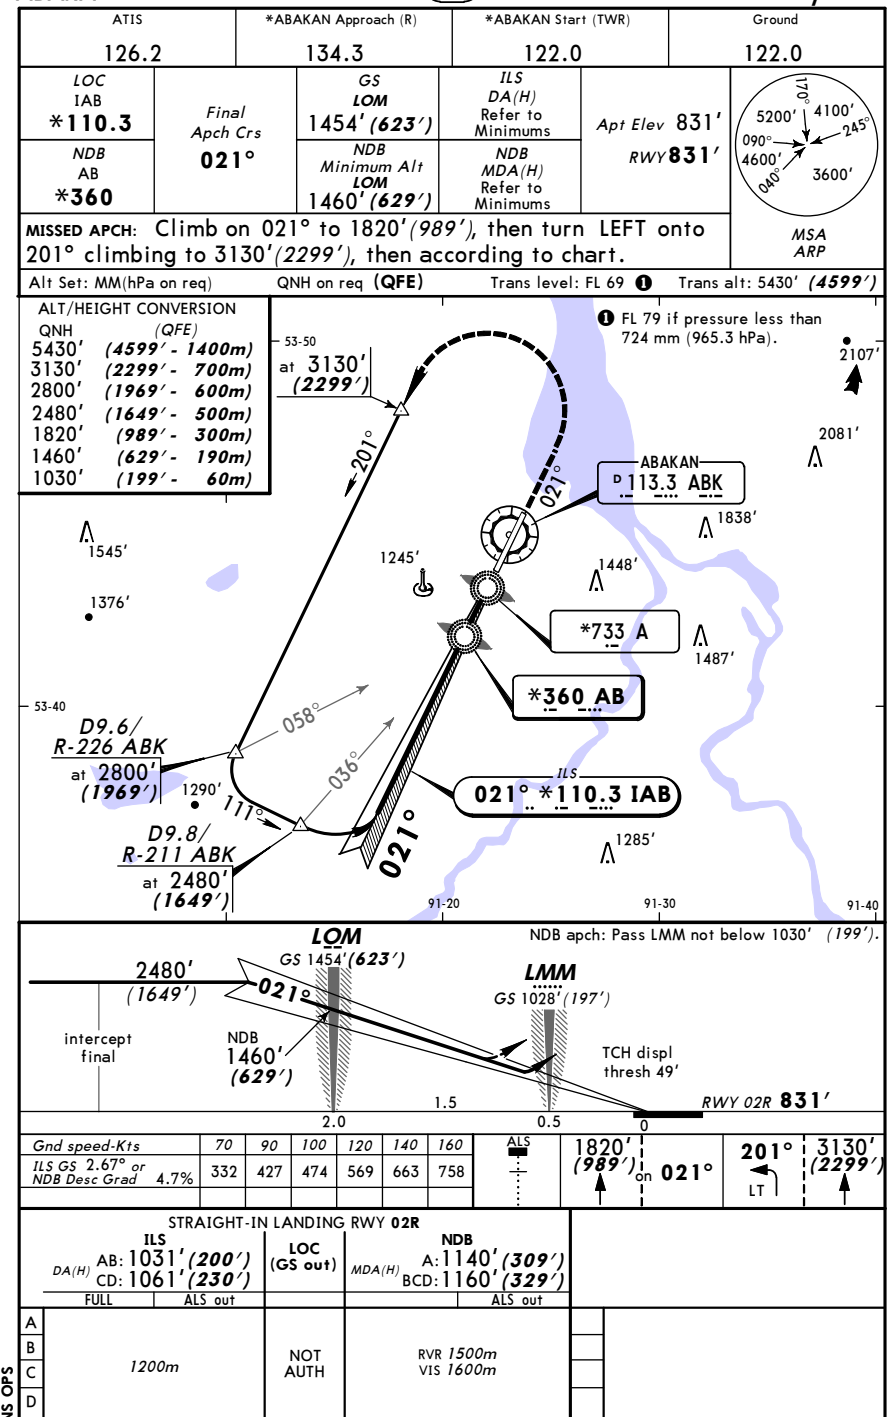 ATIS
126.2
*ABAKAN Approach (R)
134.3
*ABAKAN Start (TWR)
122.0
Ground
122.0
LOC
IAB
*110.3
Final
Apch Crs
021°
GS
LOM
1454' (623')
ILS
DA(H)
Refer to
Minimums
Apt Elev 831'
RWY 831'
NDB
AB
*360
NDB
Minimum Alt
LOM
1460' (629')
NDB
MDA(H)
Refer to
Minimums
170°
5200'
4100'
090°
245°
4600'
040°
3600'
MSA
ARP
MISSED APCH: Climb on 021° to 1820' (989'), then turn LEFT onto
201° climbing to 3130' (2299'), then according to chart.
Alt Set: MM(hPa on req) QNH on req (QFE) Trans level: FL 69 1 Trans alt: 5430' (4599')
ALT/HEIGHT CONVERSION
QNH (QFE)
5430' (4599' - 1400m)
3130' (2299' - 700m)
2800' (1969' - 600m)
2480' (1649' - 500m)
1820' (989' - 300m)
1460' (629' - 190m)
1030' (199' - 60m)
53-50
at 3130'
(2299')
1 FL 79 if pressure less than
724 mm (965.3 hPa).
2107'
2081'
201°
021°
ABAKAN
D 113.3 ABK
1838'
1545'
1245'
1448'
1376'
*733 A
1487'
*360 AB
53-40
058°
D9.6/
R-226 ABK
at 2800'
(1969')
036°
1290'
111°
ILS
021° *110.3 IAB
D9.8/
R-211 ABK
at 2480'
(1649')
021°
1285'
91-20
91-30
91-40
NDB apch: Pass LMM not below 1030' (199').
LOM
GS 1454' (623')
2480'
(1649')
021°
LMM
GS 1028' (197')
intercept
final
NDB
1460'
(629')
TCH displ
thresh 49'
RWY 02R 831'
2.0
1.5
0.5
0
Gnd speed-Kts 70 90 100 120 140 160
ILS GS 2.67° or
NDB Desc Grad 4.7% 332 427 474 569 663 758
ALS
1820'
(989')
on 021°
201°
LT
3130'
(2299')
STRAIGHT-IN LANDING RWY 02R
ILS
DA(H) AB: 1031' (200')
CD: 1061' (230')
LOC
(GS out)
NDB
MDA(H) A: 1140' (309')
BCD: 1160' (329')
FULL
ALS out
ALS out
A
B
C
D
1200m
NOT
AUTH
RVR 1500m
VIS 1600m